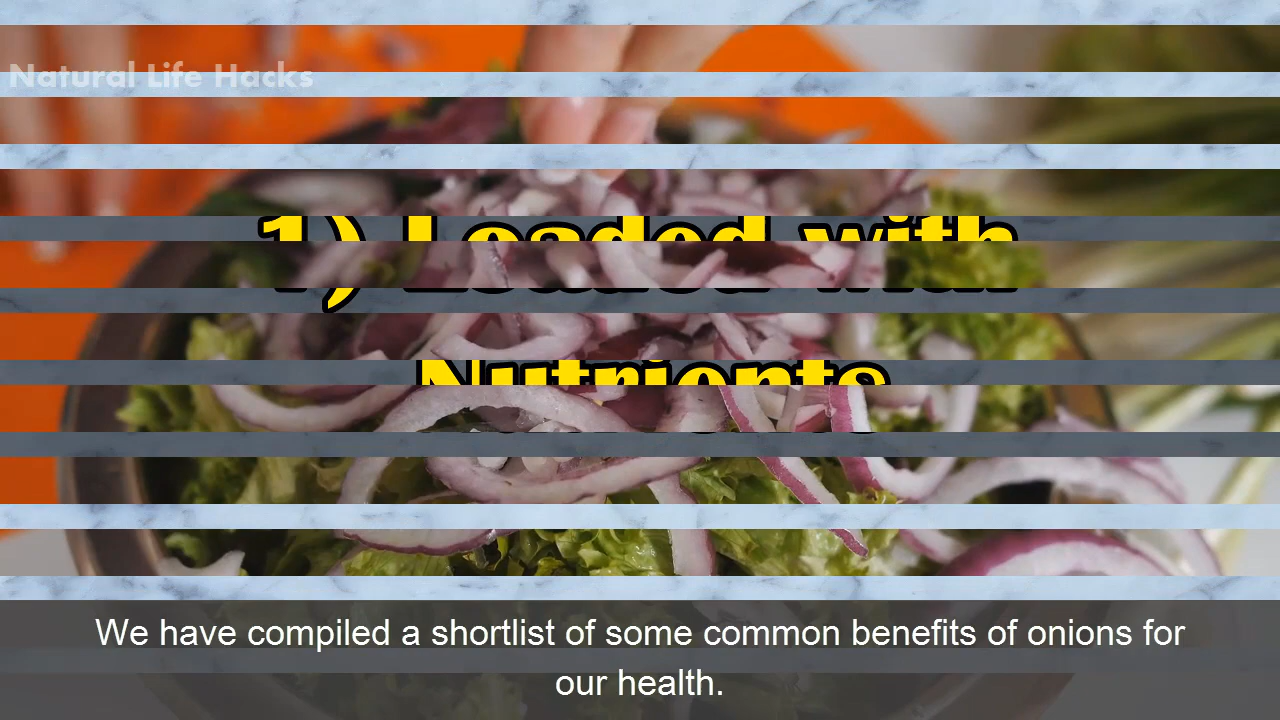 Natural Life Hacks
1) Loaded with
Nutrients
We have compiled a shortlist of some common benefits of onions for
our health.